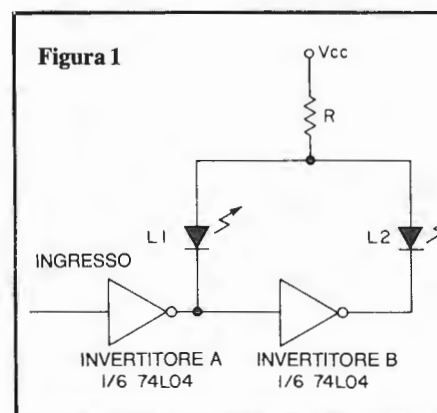 Figura 1
Vcc
R
L1
L2
INGRESSO
INVERTITORE A
1/6 74L04
INVERTITORE B
1/6 74L04